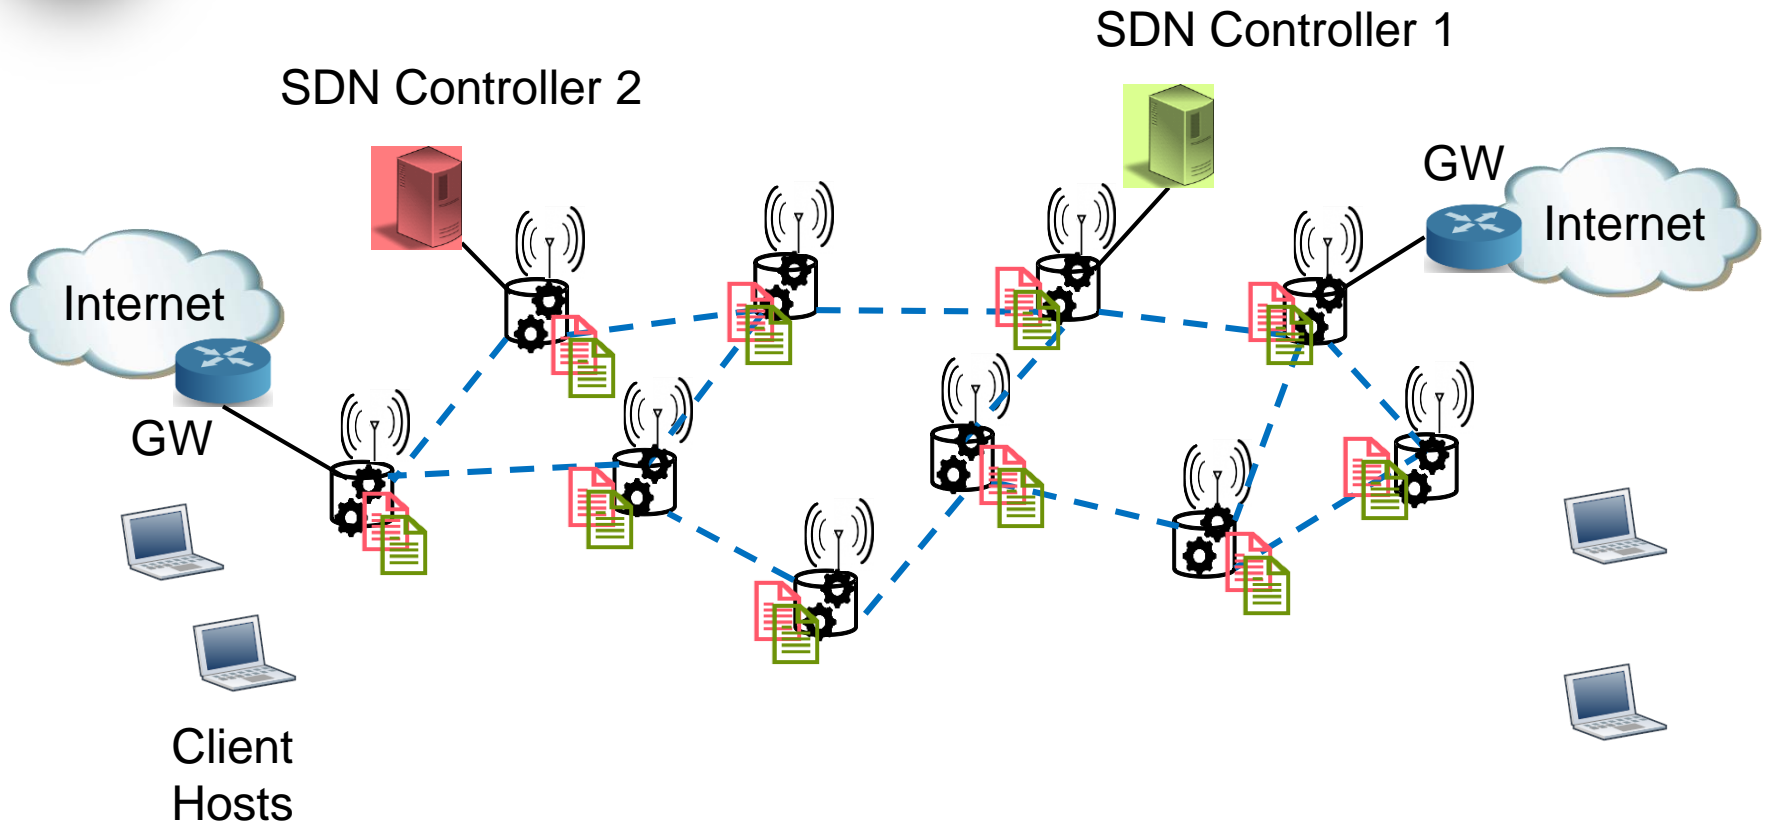 SDN Controller 1
SDN Controller 2
GW
Internet
Internet
GW
Client
Hosts